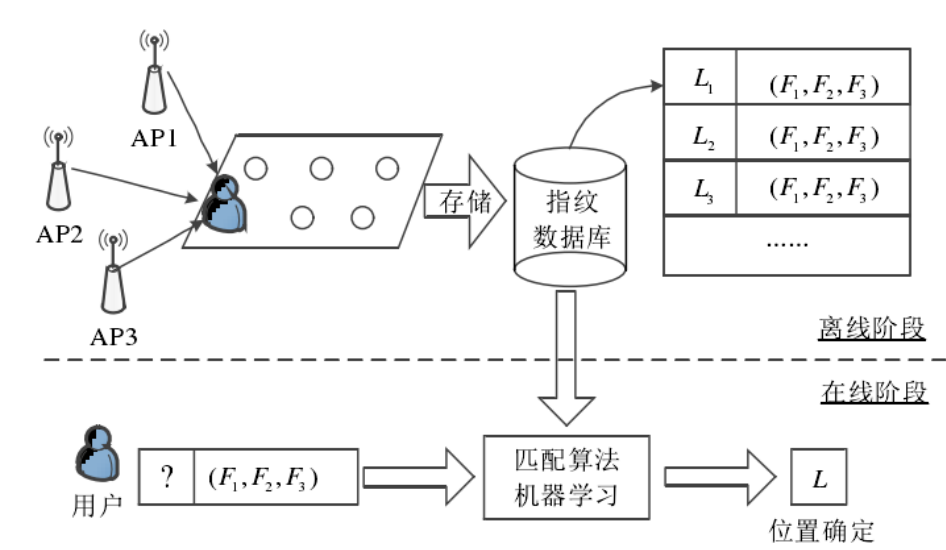 AP1
AP2
AP3
存储
指纹
数据库
L₁ (F₁,F₂,F₃)
L₂ (F₁,F₂,F₃)
L₃ (F₁,F₂,F₃)
......
离线阶段
在线阶段
用户
? (F₁,F₂,F₃)
匹配算法
机器学习
L
位置确定